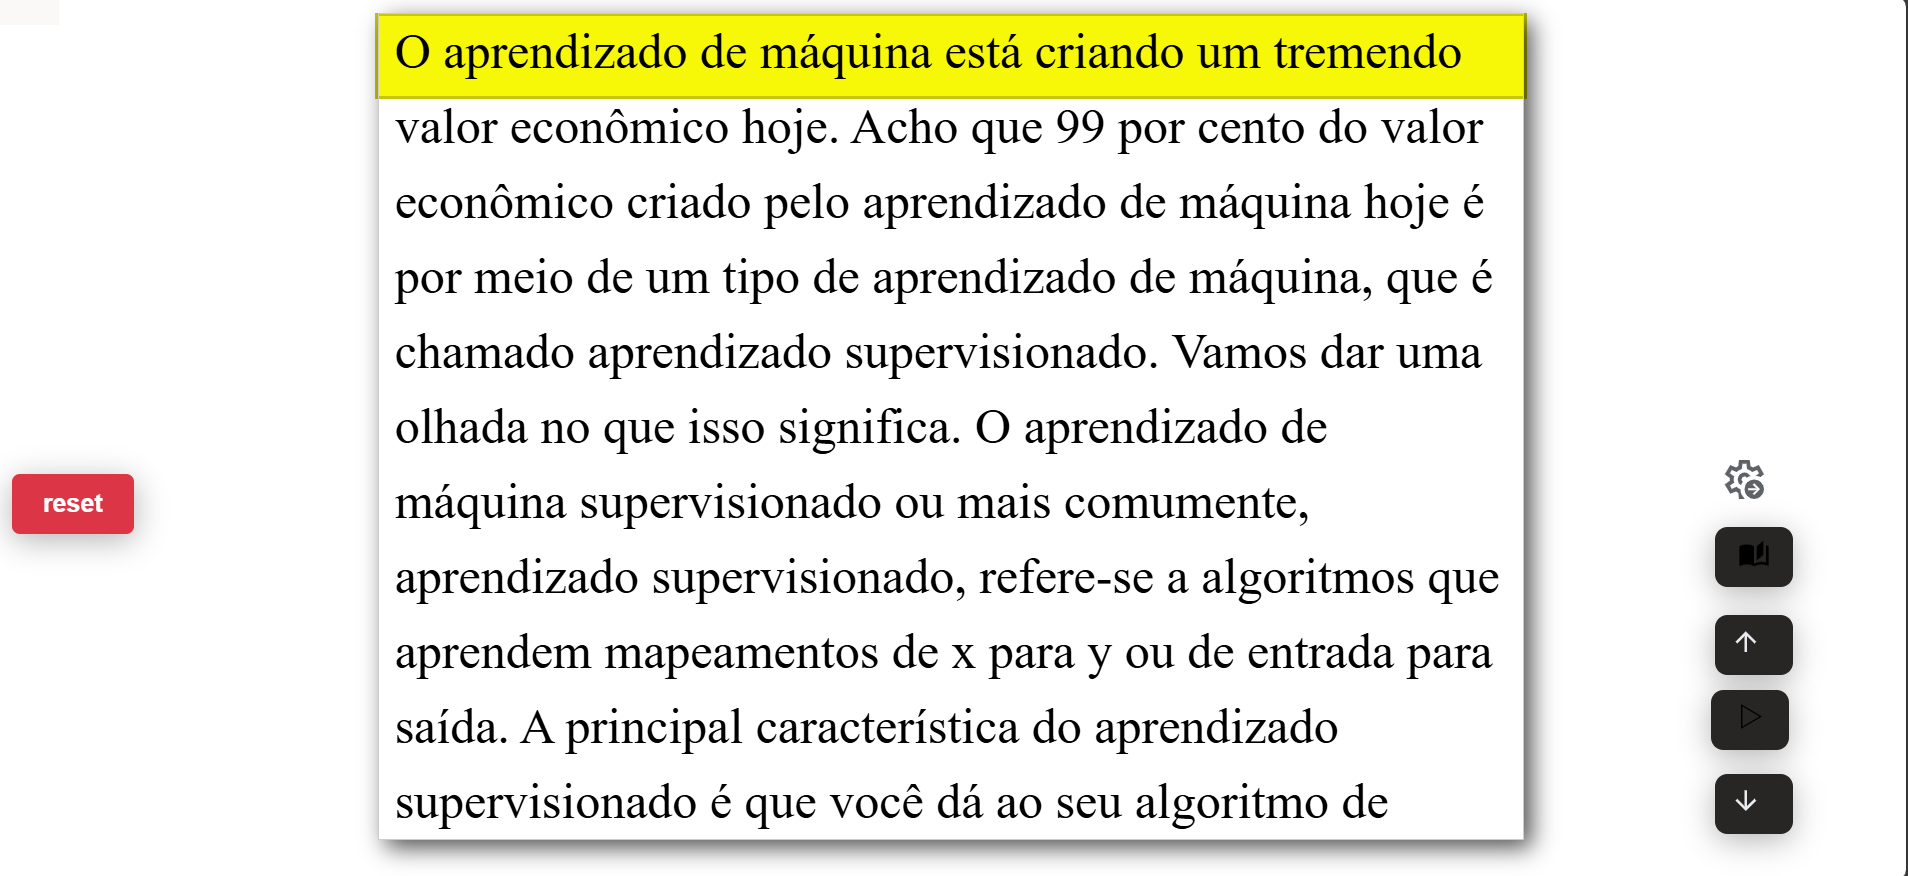 O aprendizado de máquina está criando um tremendo
valor econômico hoje. Acho que 99 por cento do valor
econômico criado pelo aprendizado de máquina hoje é
por meio de um tipo de aprendizado de máquina, que é
chamado aprendizado supervisionado. Vamos dar uma
olhada no que isso significa. O aprendizado de
máquina supervisionado ou mais comumente,
aprendizado supervisionado, refere-se a algoritmos que
aprendem mapeamentos de x para y ou de entrada para
saída. A principal característica do aprendizado
supervisionado é que você dá ao seu algoritmo de
reset